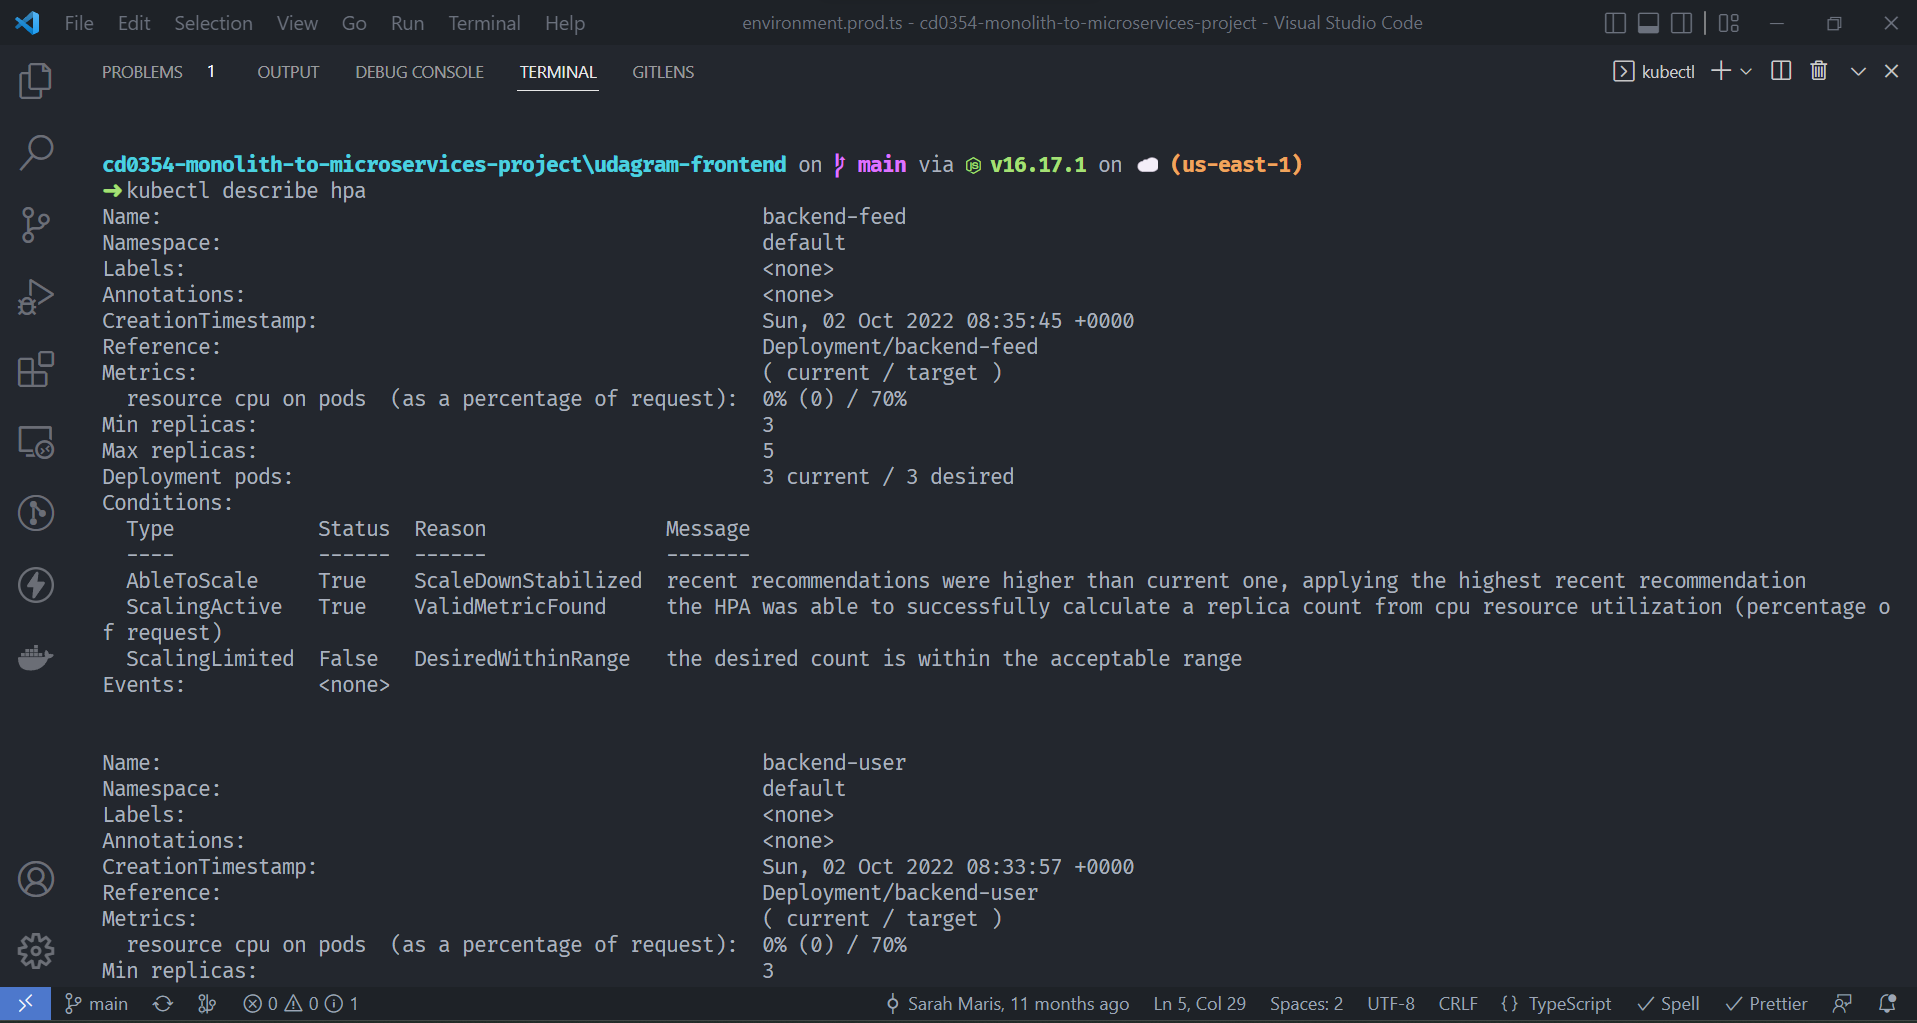 File Edit Selection View Go Run Terminal Help environment.prod.ts - cd0354-monolith-to-microservices-project - Visual Studio Code
PROBLEMS 1 OUTPUT DEBUG CONSOLE TERMINAL GITLENS kubectl
cd0354-monolith-to-microservices-project\udagram-frontend on main via v16.17.1 on (us-east-1)
➜kubectl describe hpa
Name: backend-feed
Namespace: default
Labels: <none>
Annotations: <none>
CreationTimestamp: Sun, 02 Oct 2022 08:35:45 +0000
Reference: Deployment/backend-feed
Metrics: ( current / target )
resource cpu on pods (as a percentage of request): 0% (0) / 70%
Min replicas: 3
Max replicas: 5
Deployment pods: 3 current / 3 desired
Conditions:
Type Status Reason Message
---- ------ ------ -------
AbleToScale True ScaleDownStabilized recent recommendations were higher than current one, applying the highest recent recommendation
ScalingActive True ValidMetricFound the HPA was able to successfully calculate a replica count from cpu resource utilization (percentage o
f request)
ScalingLimited False DesiredWithinRange the desired count is within the acceptable range
Events: <none>
Name: backend-user
Namespace: default
Labels: <none>
Annotations: <none>
CreationTimestamp: Sun, 02 Oct 2022 08:33:57 +0000
Reference: Deployment/backend-user
Metrics: ( current / target )
resource cpu on pods (as a percentage of request): 0% (0) / 70%
Min replicas: 3
main 0 0 1 Sarah Maris, 11 months ago Ln 5, Col 29 Spaces: 2 UTF-8 CRLF {} TypeScript Spell Prettier